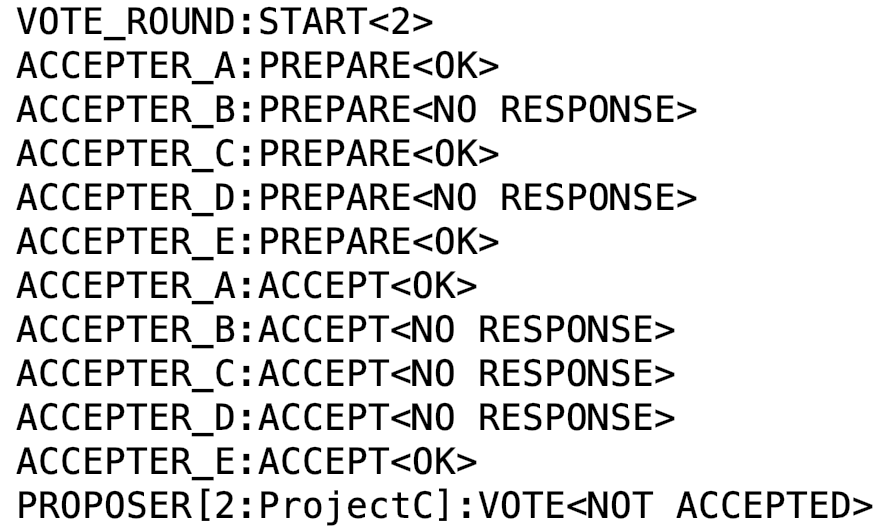 VOTE_ROUND:START<2>
ACCEPTER_A:PREPARE<OK>
ACCEPTER_B:PREPARE<NO RESPONSE>
ACCEPTER_C:PREPARE<OK>
ACCEPTER_D:PREPARE<NO RESPONSE>
ACCEPTER_E:PREPARE<OK>
ACCEPTER_A:ACCEPT<OK>
ACCEPTER_B:ACCEPT<NO RESPONSE>
ACCEPTER_C:ACCEPT<NO RESPONSE>
ACCEPTER_D:ACCEPT<NO RESPONSE>
ACCEPTER_E:ACCEPT<OK>
PROPOSER[2:ProjectC]:VOTE<NOT ACCEPTED>